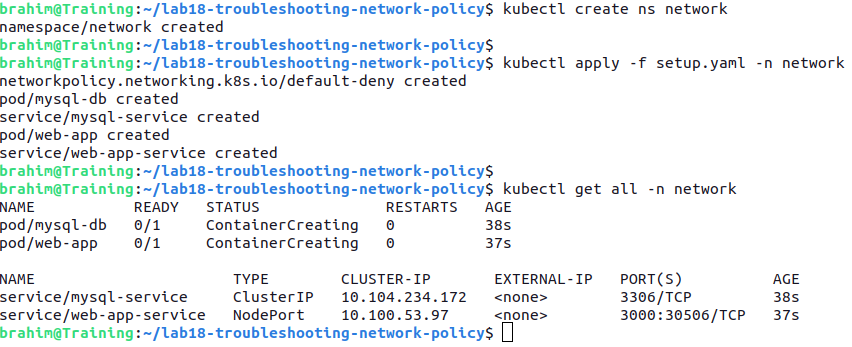 brahim@Training:~/lab18-troubleshooting-network-policy$ kubectl create ns network
namespace/network created
brahim@Training:~/lab18-troubleshooting-network-policy$
brahim@Training:~/lab18-troubleshooting-network-policy$ kubectl apply -f setup.yaml -n network
networkpolicy.networking.k8s.io/default-deny created
pod/mysql-db created
service/mysql-service created
pod/web-app created
service/web-app-service created
brahim@Training:~/lab18-troubleshooting-network-policy$
brahim@Training:~/lab18-troubleshooting-network-policy$ kubectl get all -n network
NAME           READY   STATUS              RESTARTS   AGE
pod/mysql-db   0/1     ContainerCreating   0          38s
pod/web-app    0/1     ContainerCreating   0          37s

NAME                      TYPE        CLUSTER-IP       EXTERNAL-IP   PORT(S)          AGE
service/mysql-service     ClusterIP   10.104.234.172   <none>        3306/TCP         38s
service/web-app-service   NodePort    10.100.53.97     <none>        3000:30506/TCP   37s
brahim@Training:~/lab18-troubleshooting-network-policy$